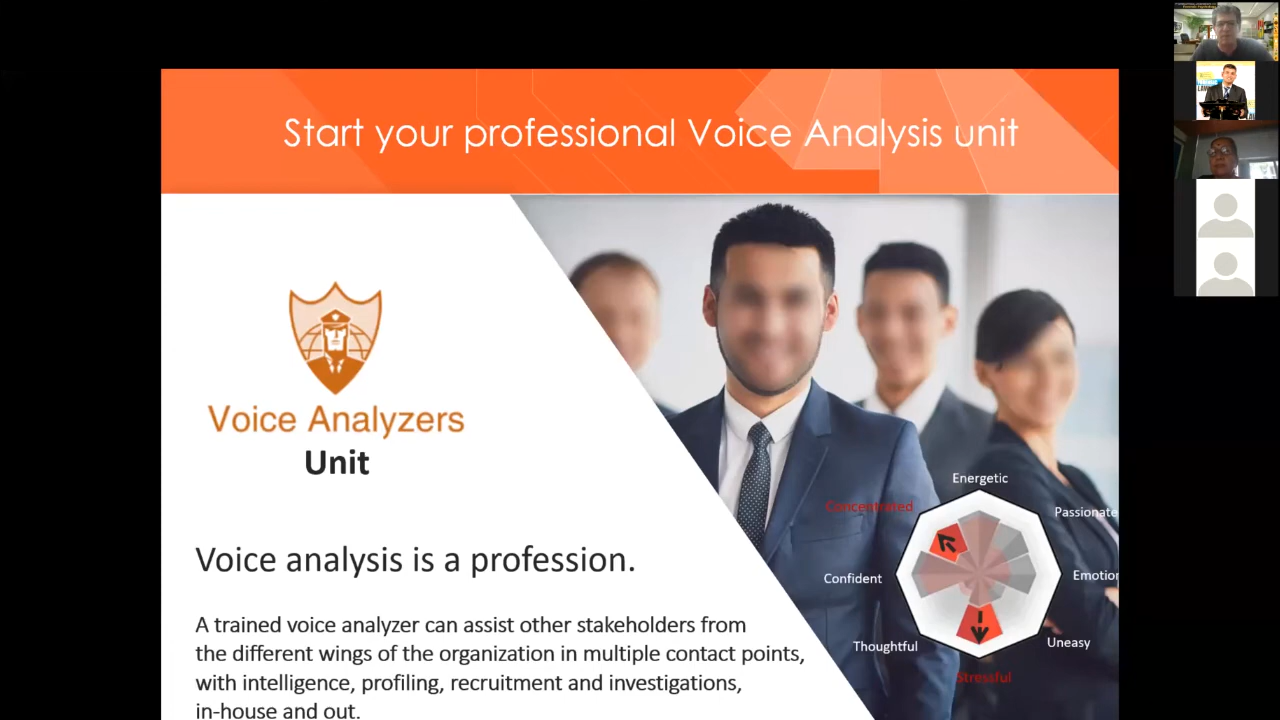 Start your professional Voice Analysis unit
Voice Analyzers
Unit
Voice analysis is a profession.
A trained voice analyzer can assist other stakeholders from
the different wings of the organization in multiple contact points,
with intelligence, profiling, recruitment and investigations,
in-house and out.
Energetic
Concentrated
Passionate
Confident
Emotion
Thoughtful
Uneasy
Stressful